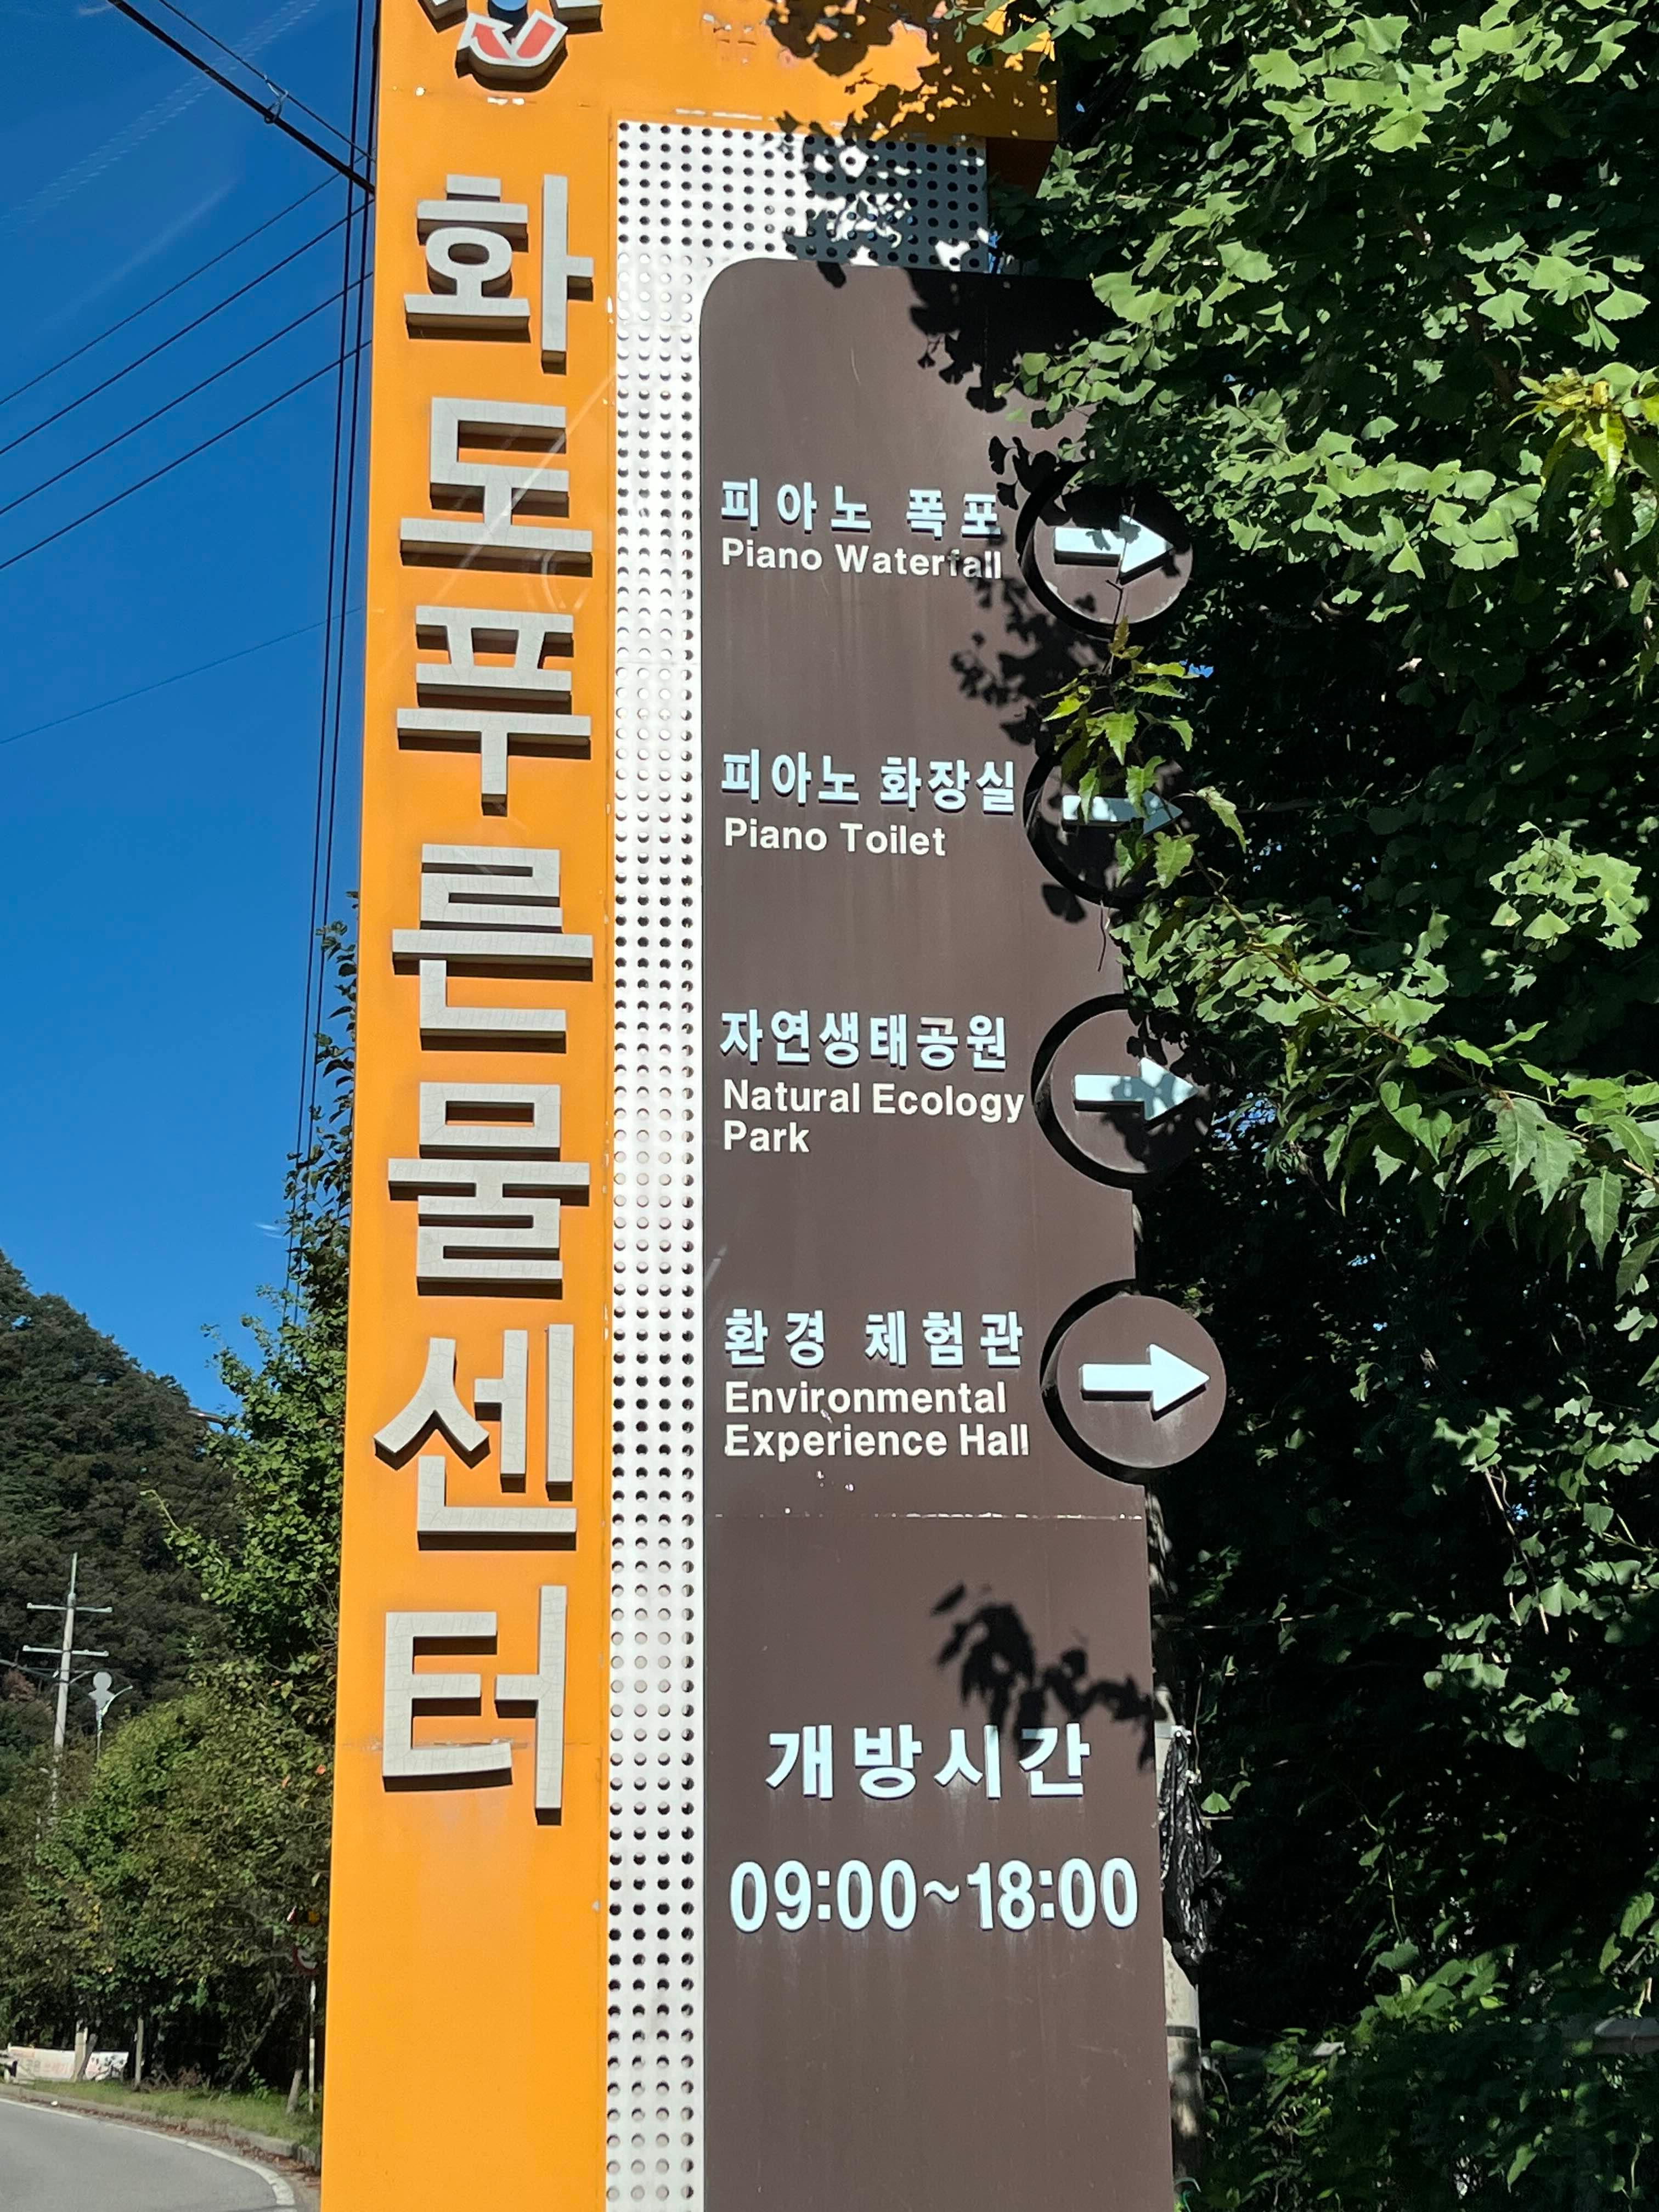 화도푸른물센터
피아노 폭포
Piano Waterfall
피아노 화장실
Piano Toilet
자연생태공원
Natural Ecology
Park
환경 체험관
Environmental
Experience Hall
개방시간
09:00~18:00